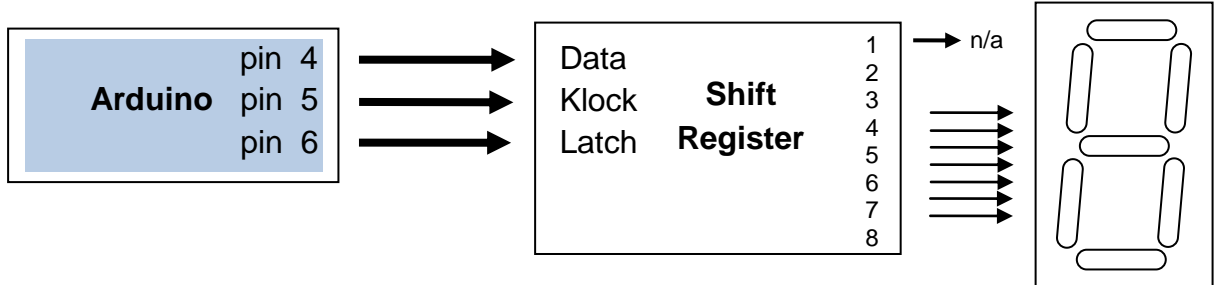 pin 4
Arduino pin 5
pin 6
Data
Klock
Latch
Shift
Register
1
2
3
4
5
6
7
8
n/a